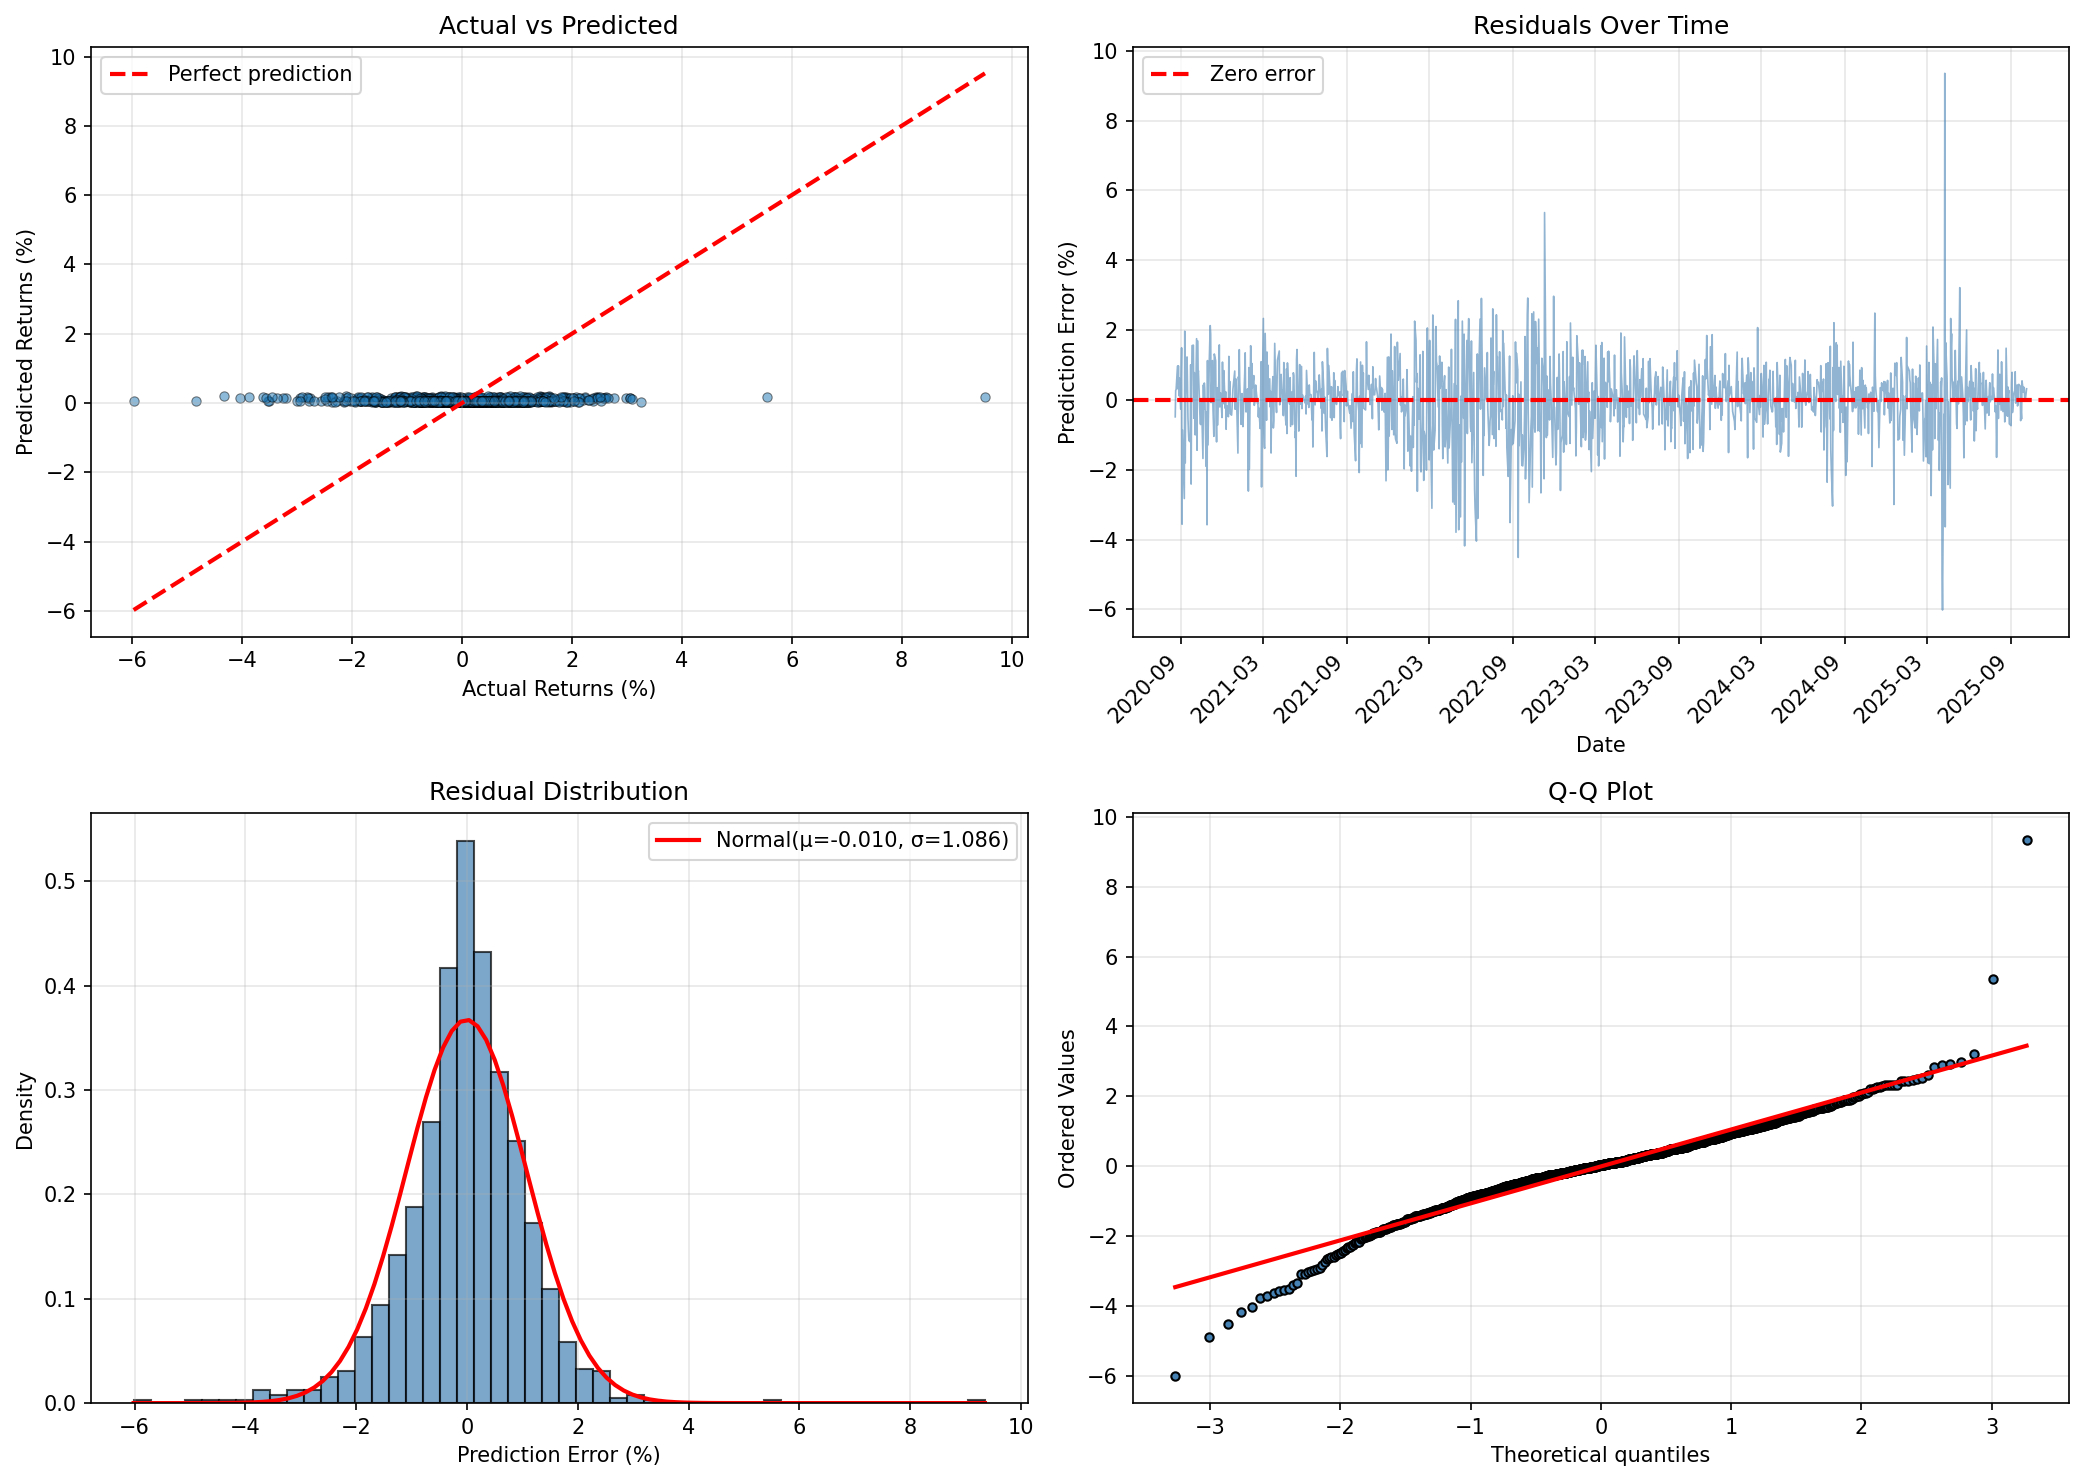 Actual vs Predicted
Perfect prediction
Predicted Returns (%)
10
8
6
4
2
0
−2
−4
−6
−6 −4 −2 0 2 4 6 8 10
Actual Returns (%)
Residuals Over Time
Zero error
Prediction Error (%)
10
8
6
4
2
0
−2
−4
−6
2020-09 2021-03 2021-09 2022-03 2022-09 2023-03 2023-09 2024-03 2024-09 2025-03 2025-09
Date
Residual Distribution
Normal(μ=-0.010, σ=1.086)
Density
0.5
0.4
0.3
0.2
0.1
0.0
−6 −4 −2 0 2 4 6 8 10
Prediction Error (%)
Q-Q Plot
Ordered Values
10
8
6
4
2
0
−2
−4
−6
−3 −2 −1 0 1 2 3
Theoretical quantiles